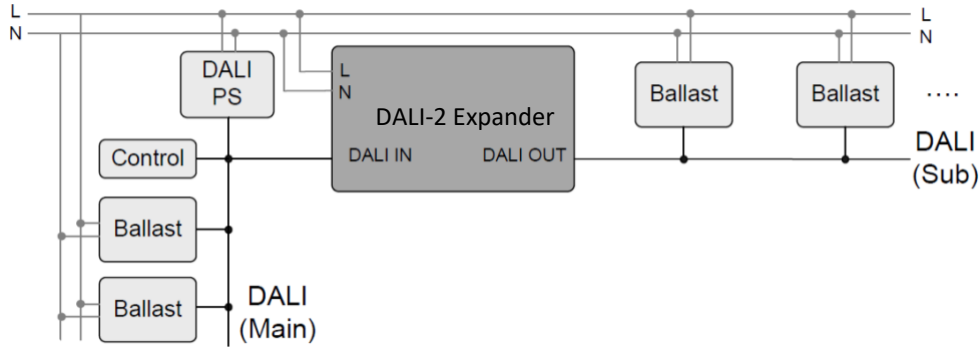 L
N
L
N
DALI
PS
L
N
DALI-2 Expander
DALI IN
DALI OUT
Ballast
Ballast
....
DALI
(Sub)
Control
Ballast
Ballast
DALI
(Main)